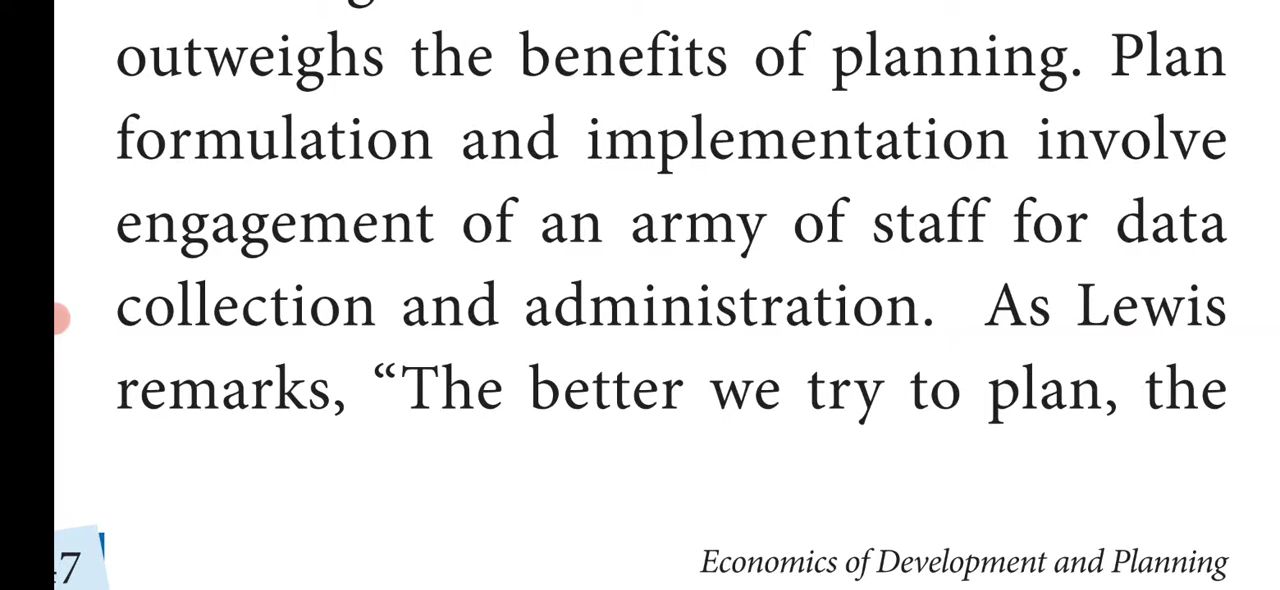 outweighs the benefits of planning. Plan
formulation and implementation involve
engagement of an army of staff for data
collection and administration. As Lewis
remarks, “The better we try to plan, the
7
Economics of Development and Planning